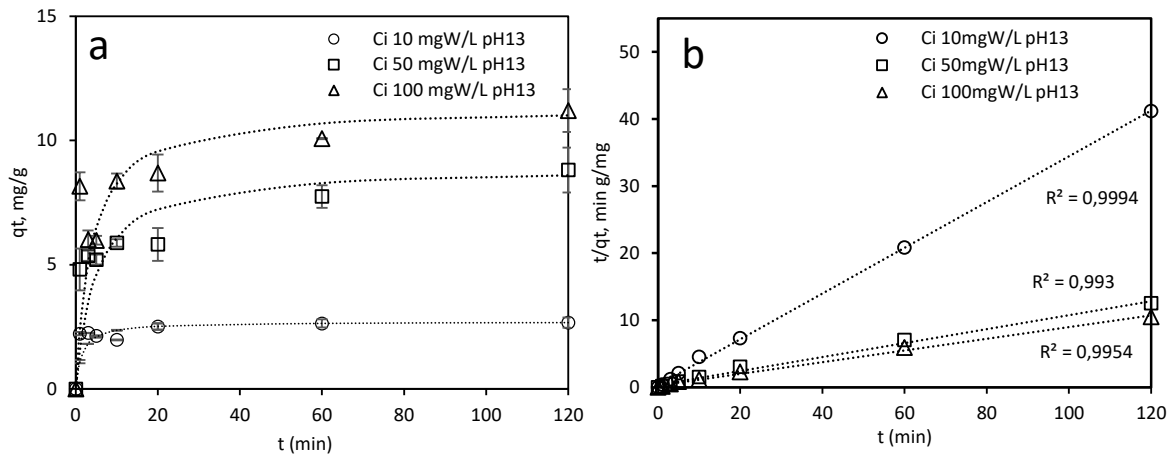 a
Ci 10 mgW/L pH13
Ci 50 mgW/L pH13
Ci 100 mgW/L pH13
15
10
5
0
qt, mg/g
0 20 40 60 80 100 120
t (min)
b
Ci 10mgW/L pH13
Ci 50mgW/L pH13
Ci 100mgW/L pH13
50
40
30
20
10
0
t/qt, min g/mg
R² = 0,9994
R² = 0,993
R² = 0,9954
0 20 40 60 80 100 120
t (min)